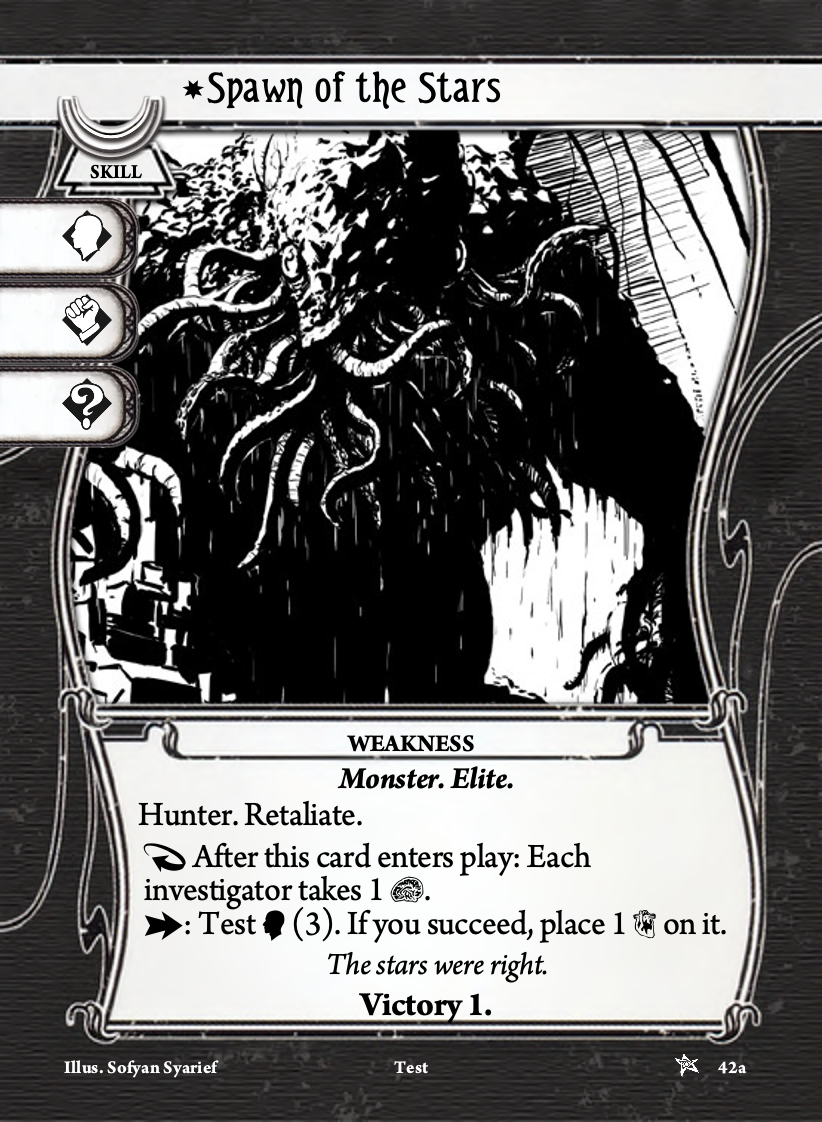 *Spawn of the Stars
SKILL
?
WEAKNESS
Monster. Elite.
Hunter. Retaliate.
After this card enters play: Each
investigator takes 1 .
: Test (3). If you succeed, place 1 on it.
The stars were right.
Victory 1.
Illus. Sofyan Syarief
Test
42a